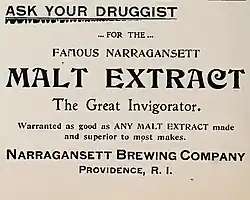 ASK YOUR DRUGGIST
... FOR THE ...
FAMOUS NARRAGANSETT
MALT EXTRACT
The Great Invigorator.
Warranted as good as ANY MALT EXTRACT made
and superior to most makes.
NARRAGANSETT BREWING COMPANY
PROVIDENCE, R. I.